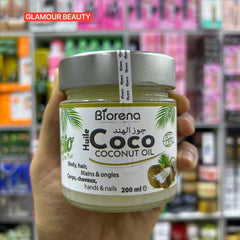 GLAMOUR BEAUTY
Biorena
Huile
جوز الهند
Coco
COCONUT OIL
Body, hair,
Mains & ongles
Corps, cheveux,
hands & nails
200 ml e